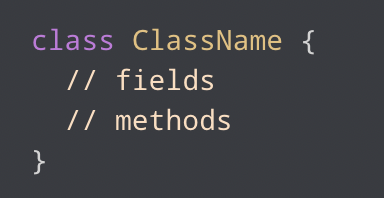 class ClassName {
  // fields
  // methods
}